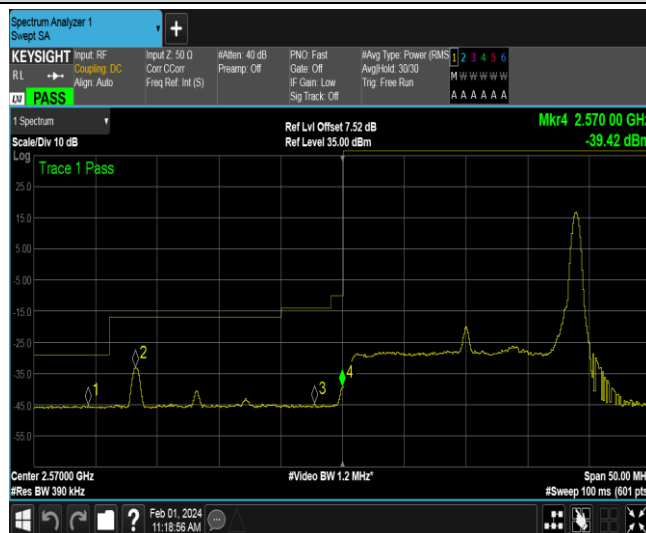 Spectrum Analyzer 1
Swept SA
+
KEYSIGHT
RL
LXI PASS
Input: RF
Coupling: DC
Align: Auto
Input Z: 50 Ω
Corr CCorr
Freq Ref: Int (S)
#Atten: 40 dB
Preamp: Off
PNO: Fast
Gate: Off
IF Gain: Low
Sig Track: Off
#Avg Type: Power (RMS
Avg|Hold: 30/30
Trig: Free Run
1 2 3 4 5 6
M W W W W W
A A A A A A
1 Spectrum
Scale/Div 10 dB
Ref Lvl Offset 7.52 dB
Ref Level 35.00 dBm
Mkr4 2.570 00 GHz
-39.42 dBm
Log
Trace 1 Pass
25.0
15.0
5.00
-5.00
-15.0
-25.0
-35.0
-45.0
-55.0
1
2
3
4
Center 2.57000 GHz
#Res BW 390 kHz
#Video BW 1.2 MHz*
Span 50.00 MH
#Sweep 100 ms (601 pts
?
Feb 01, 2024
11:18:56 AM